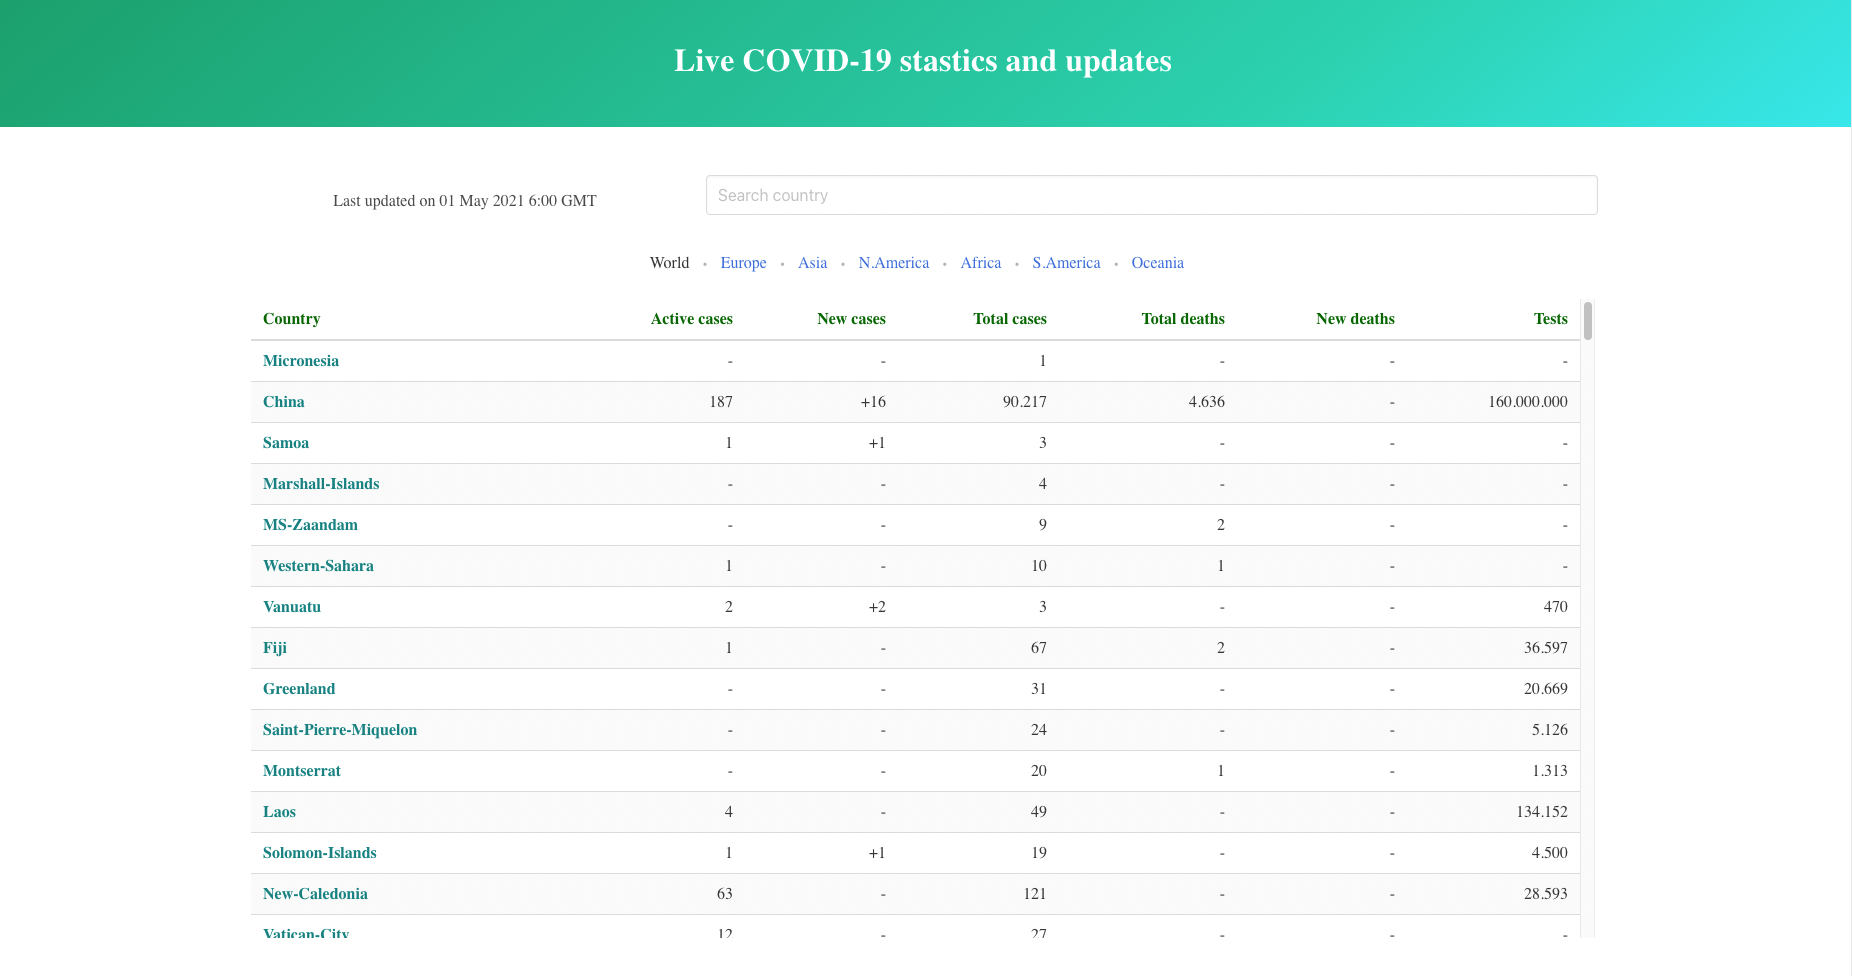 Live COVID-19 stastics and updates
Last updated on 01 May 2021 6:00 GMT
Search country
World • Europe • Asia • N.America • Africa • S.America • Oceania
Country Active cases New cases Total cases Total deaths New deaths Tests
Micronesia - - 1 - - -
China 187 +16 90.217 4.636 - 160.000.000
Samoa 1 +1 3 - - -
Marshall-Islands - - 4 - - -
MS-Zaandam - - 9 2 - -
Western-Sahara 1 - 10 1 - -
Vanuatu 2 +2 3 - - 470
Fiji 1 - 67 2 - 36.597
Greenland - - 31 - - 20.669
Saint-Pierre-Miquelon - - 24 - - 5.126
Montserrat - - 20 1 - 1.313
Laos 4 - 49 - - 134.152
Solomon-Islands 1 +1 19 - - 4.500
New-Caledonia 63 - 121 - - 28.593
Vatican-City 12 - 27 - - -